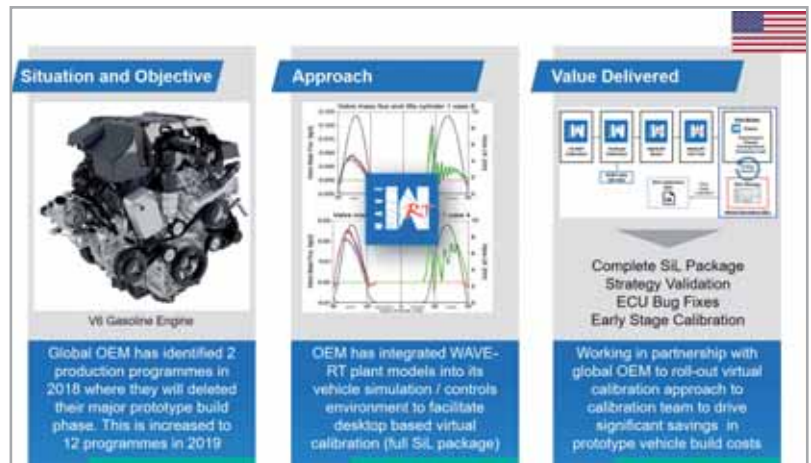 Situation and Objective
V6 Gasoline Engine
Global OEM has identified 2
production programmes in
2018 where they will deleted
their major prototype build
phase. This is increased to
12 programmes in 2019
Approach
WAVE
RT
OEM has integrated WAVE-
RT plant models into its
vehicle simulation / controls
environment to facilitate
desktop based virtual
calibration (full SiL package)
Value Delivered
Complete SiL Package
Strategy Validation
ECU Bug Fixes
Early Stage Calibration
Working in partnership with
global OEM to roll-out virtual
calibration approach to
calibration team to drive
significant savings in
prototype vehicle build costs